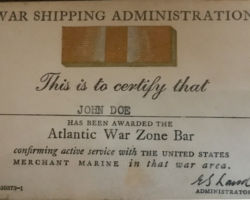 WAR SHIPPING ADMINISTRATION
This is to certify that
JOHN DOE
HAS BEEN AWARDED THE
Atlantic War Zone Bar
confirming active service with THE UNITED STATES
MERCHANT MARINE in that war area.
ADMINISTRATOR